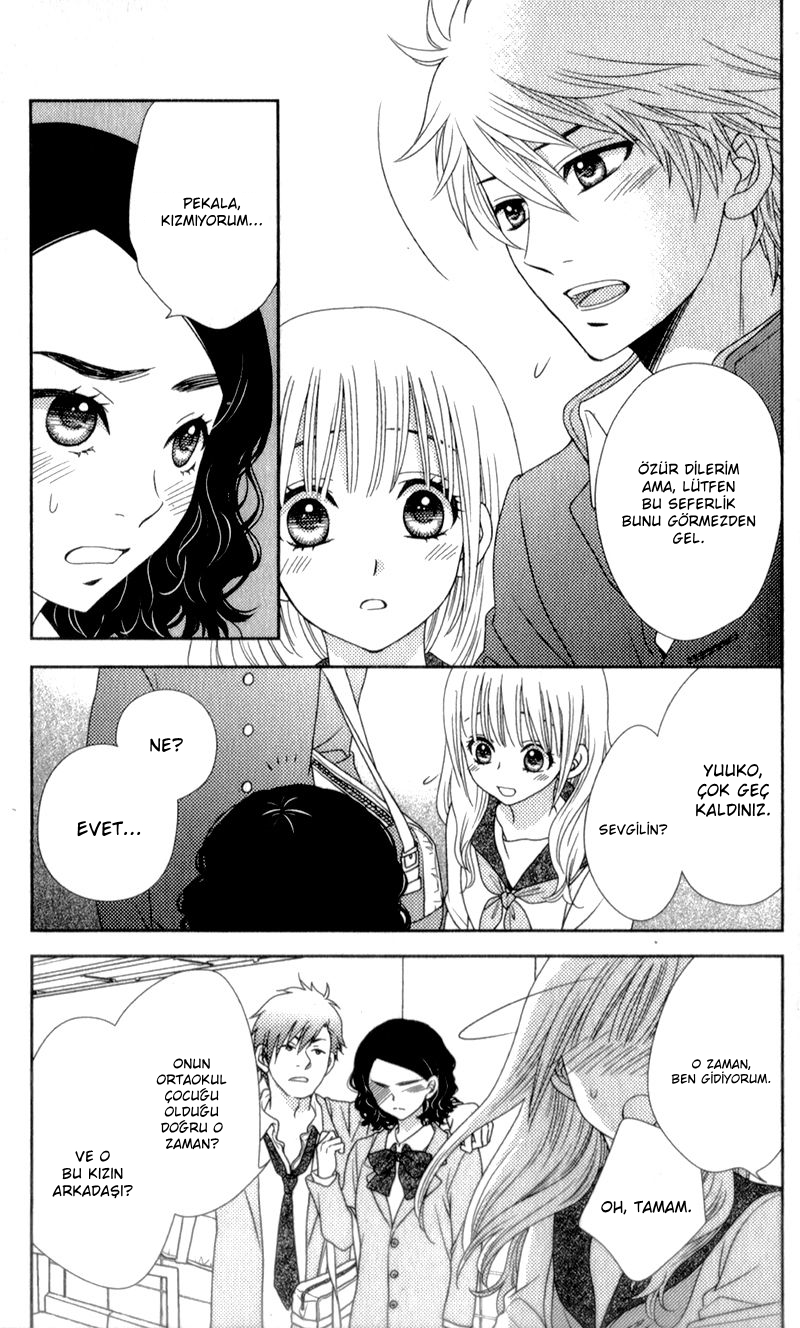 ÖZÜR DİLERİM
AMA, LÜTFEN
BU SEFERLİK
BUNU GÖRMEZDEN
GEL.
PEKALA,
KIZMIYORUM...
YUUKO,
ÇOK GEÇ
KALDINIZ.
SEVGİLİN?
NE?
EVET...
O ZAMAN,
BEN GİDİYORUM.
OH, TAMAM.
ONUN
ORTAOKUL
ÇOCUĞU
OLDUĞU
DOĞRU O
ZAMAN?
VE O
BU KIZIN
ARKADAŞI?